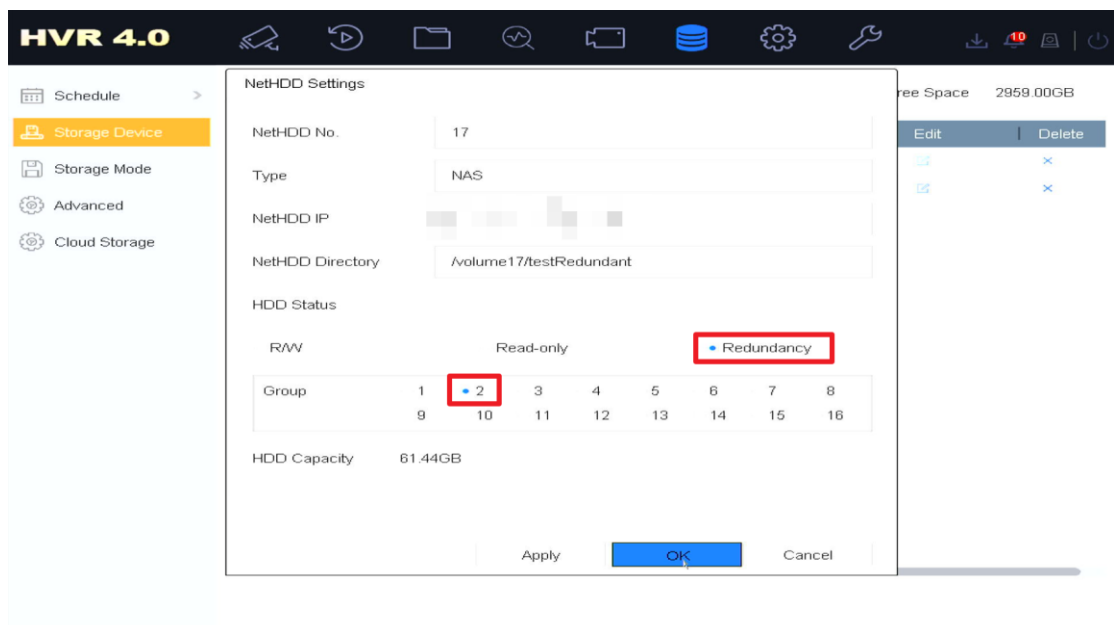 HVR 4.0
10
Schedule >
Storage Device
Storage Mode
Advanced
Cloud Storage
NetHDD Settings
NetHDD No. 17
Type NAS
NetHDD IP
NetHDD Directory /volume17/testRedundant
HDD Status
R/W Read-only Redundancy
Group 1 2 3 4 5 6 7 8
9 10 11 12 13 14 15 16
HDD Capacity 61.44GB
Apply OK Cancel
ree Space 2959.00GB
Edit Delete